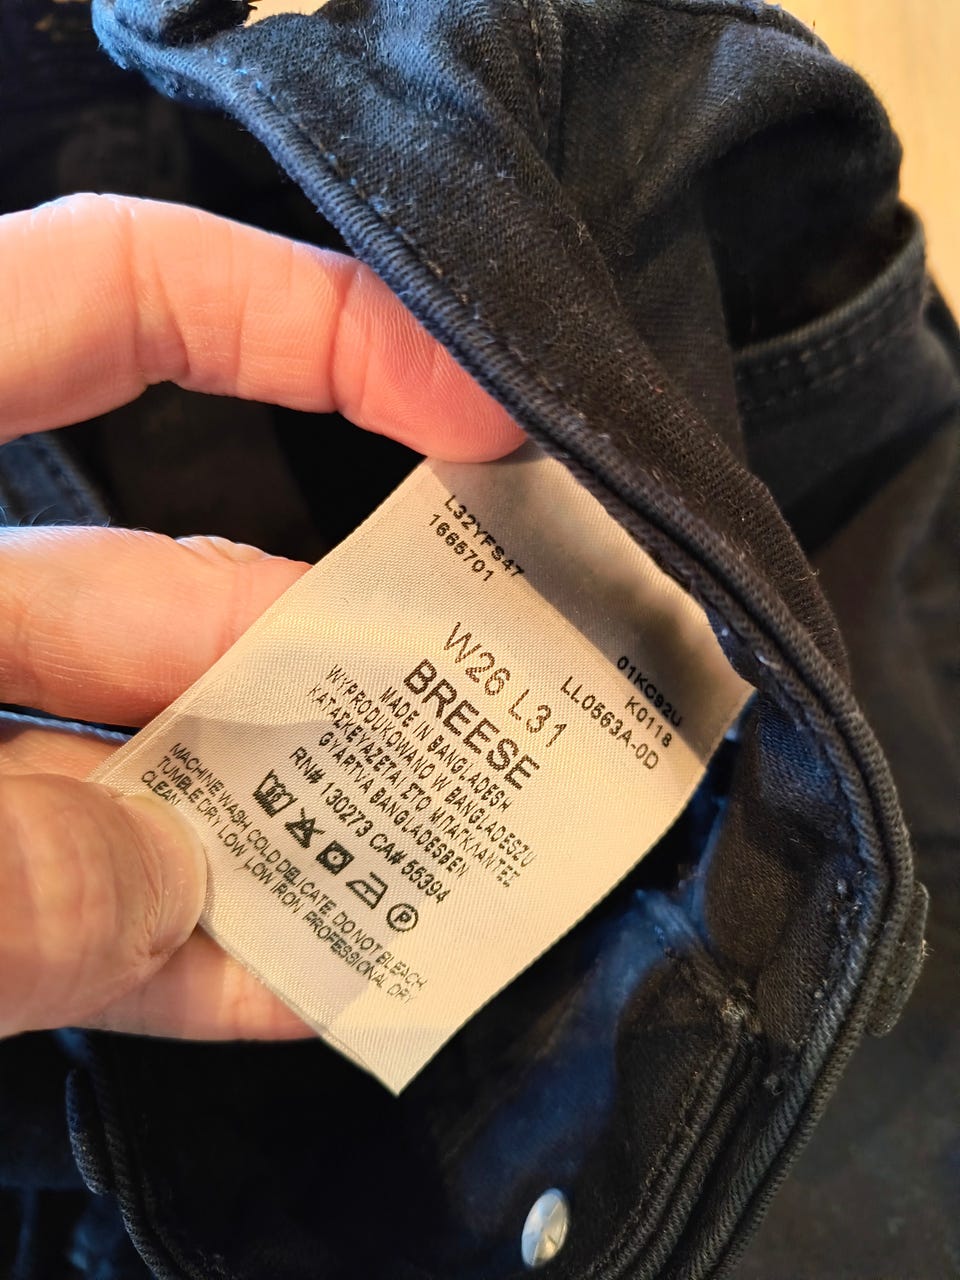 L32YFS47
1665701
01KC92U
K0118
LL0563A-0D
W26 L31
BREESE
MADE IN BANGLADESH
WYPRODUKOWANO W BANGLADESZU
ΚΑΤΑΣΚΕΥΑΖΕΤΑΙ ΣΤΟ ΜΠΑΓΚΛΑΝΤΕΣ
GYÁRTVA BANGLADESBEN
RN# 130273 CA# 55394
P
MACHINE WASH COLD DELICATE DO NOT BLEACH
TUMBLE DRY LOW LOW IRON PROFESSIONAL DRY
CLEAN